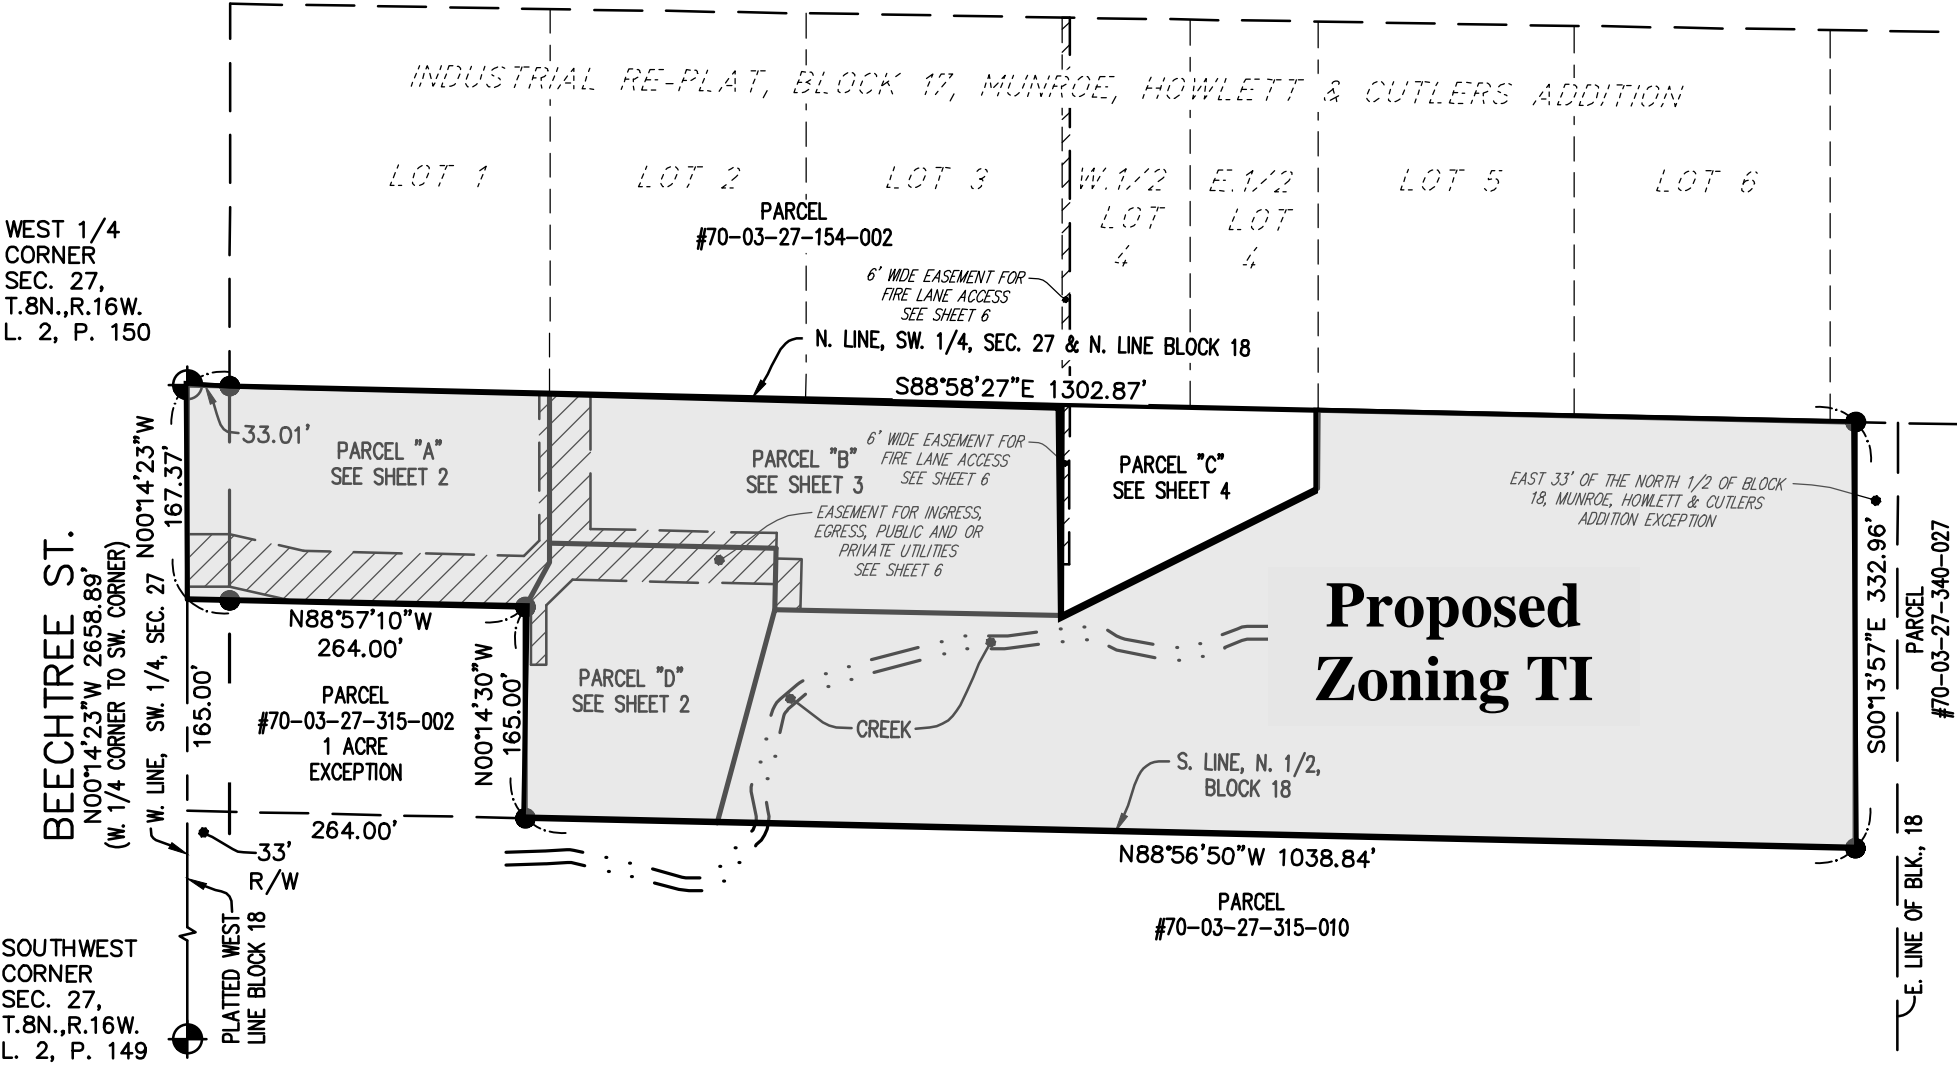 INDUSTRIAL RE-PLAT, BLOCK 17, MUNROE, HOWLETT & CUTLERS ADDITION
LOT 1
LOT 2
LOT 3
W.1/2
LOT
4
E.1/2
LOT
4
LOT 5
LOT 6
PARCEL
#70-03-27-154-002
WEST 1/4
CORNER
SEC. 27,
T.8N.,R.16W.
L. 2, P. 150
6' WIDE EASEMENT FOR
FIRE LANE ACCESS
SEE SHEET 6
N. LINE, SW. 1/4, SEC. 27 & N. LINE BLOCK 18
S88°58'27"E 1302.87'
33.01'
N00°14'23"W
167.37'
PARCEL "A"
SEE SHEET 2
PARCEL "B"
SEE SHEET 3
6' WIDE EASEMENT FOR
FIRE LANE ACCESS
SEE SHEET 6
EASEMENT FOR INGRESS,
EGRESS, PUBLIC AND OR
PRIVATE UTILITIES
SEE SHEET 6
PARCEL "C"
SEE SHEET 4
EAST 33' OF THE NORTH 1/2 OF BLOCK
18, MUNROE, HOWLETT & CUTLERS
ADDITION EXCEPTION
Proposed
Zoning TI
S00°13'57"E 332.96'
PARCEL
#70-03-27-340-027
BEECHTREE ST.
N00°14'23"W 2658.89'
(W. 1/4 CORNER TO SW. CORNER)
W. LINE, SW. 1/4, SEC. 27
165.00'
N88°57'10"W
264.00'
PARCEL
#70-03-27-315-002
1 ACRE
EXCEPTION
N00°14'30"W
165.00'
PARCEL "D"
SEE SHEET 2
CREEK
S. LINE, N. 1/2,
BLOCK 18
264.00'
33'
R/W
N88°56'50"W 1038.84'
PARCEL
#70-03-27-315-010
PLATTED WEST
LINE BLOCK 18
E. LINE OF BLK., 18
SOUTHWEST
CORNER
SEC. 27,
T.8N.,R.16W.
L. 2, P. 149